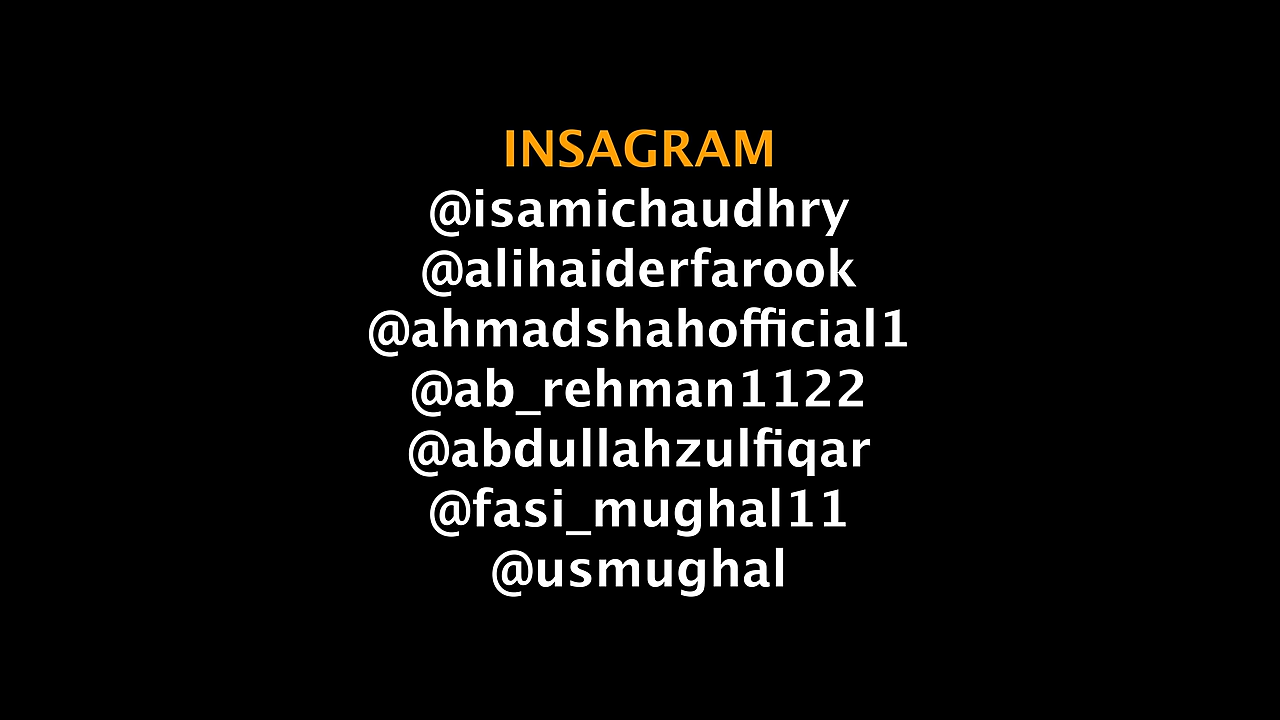 INSAGRAM
@isamichaudhry
@alihaiderfarook
@ahmadshahofficial1
@ab_rehman1122
@abdullahzulfiqar
@fasi_mughal11
@usmughal